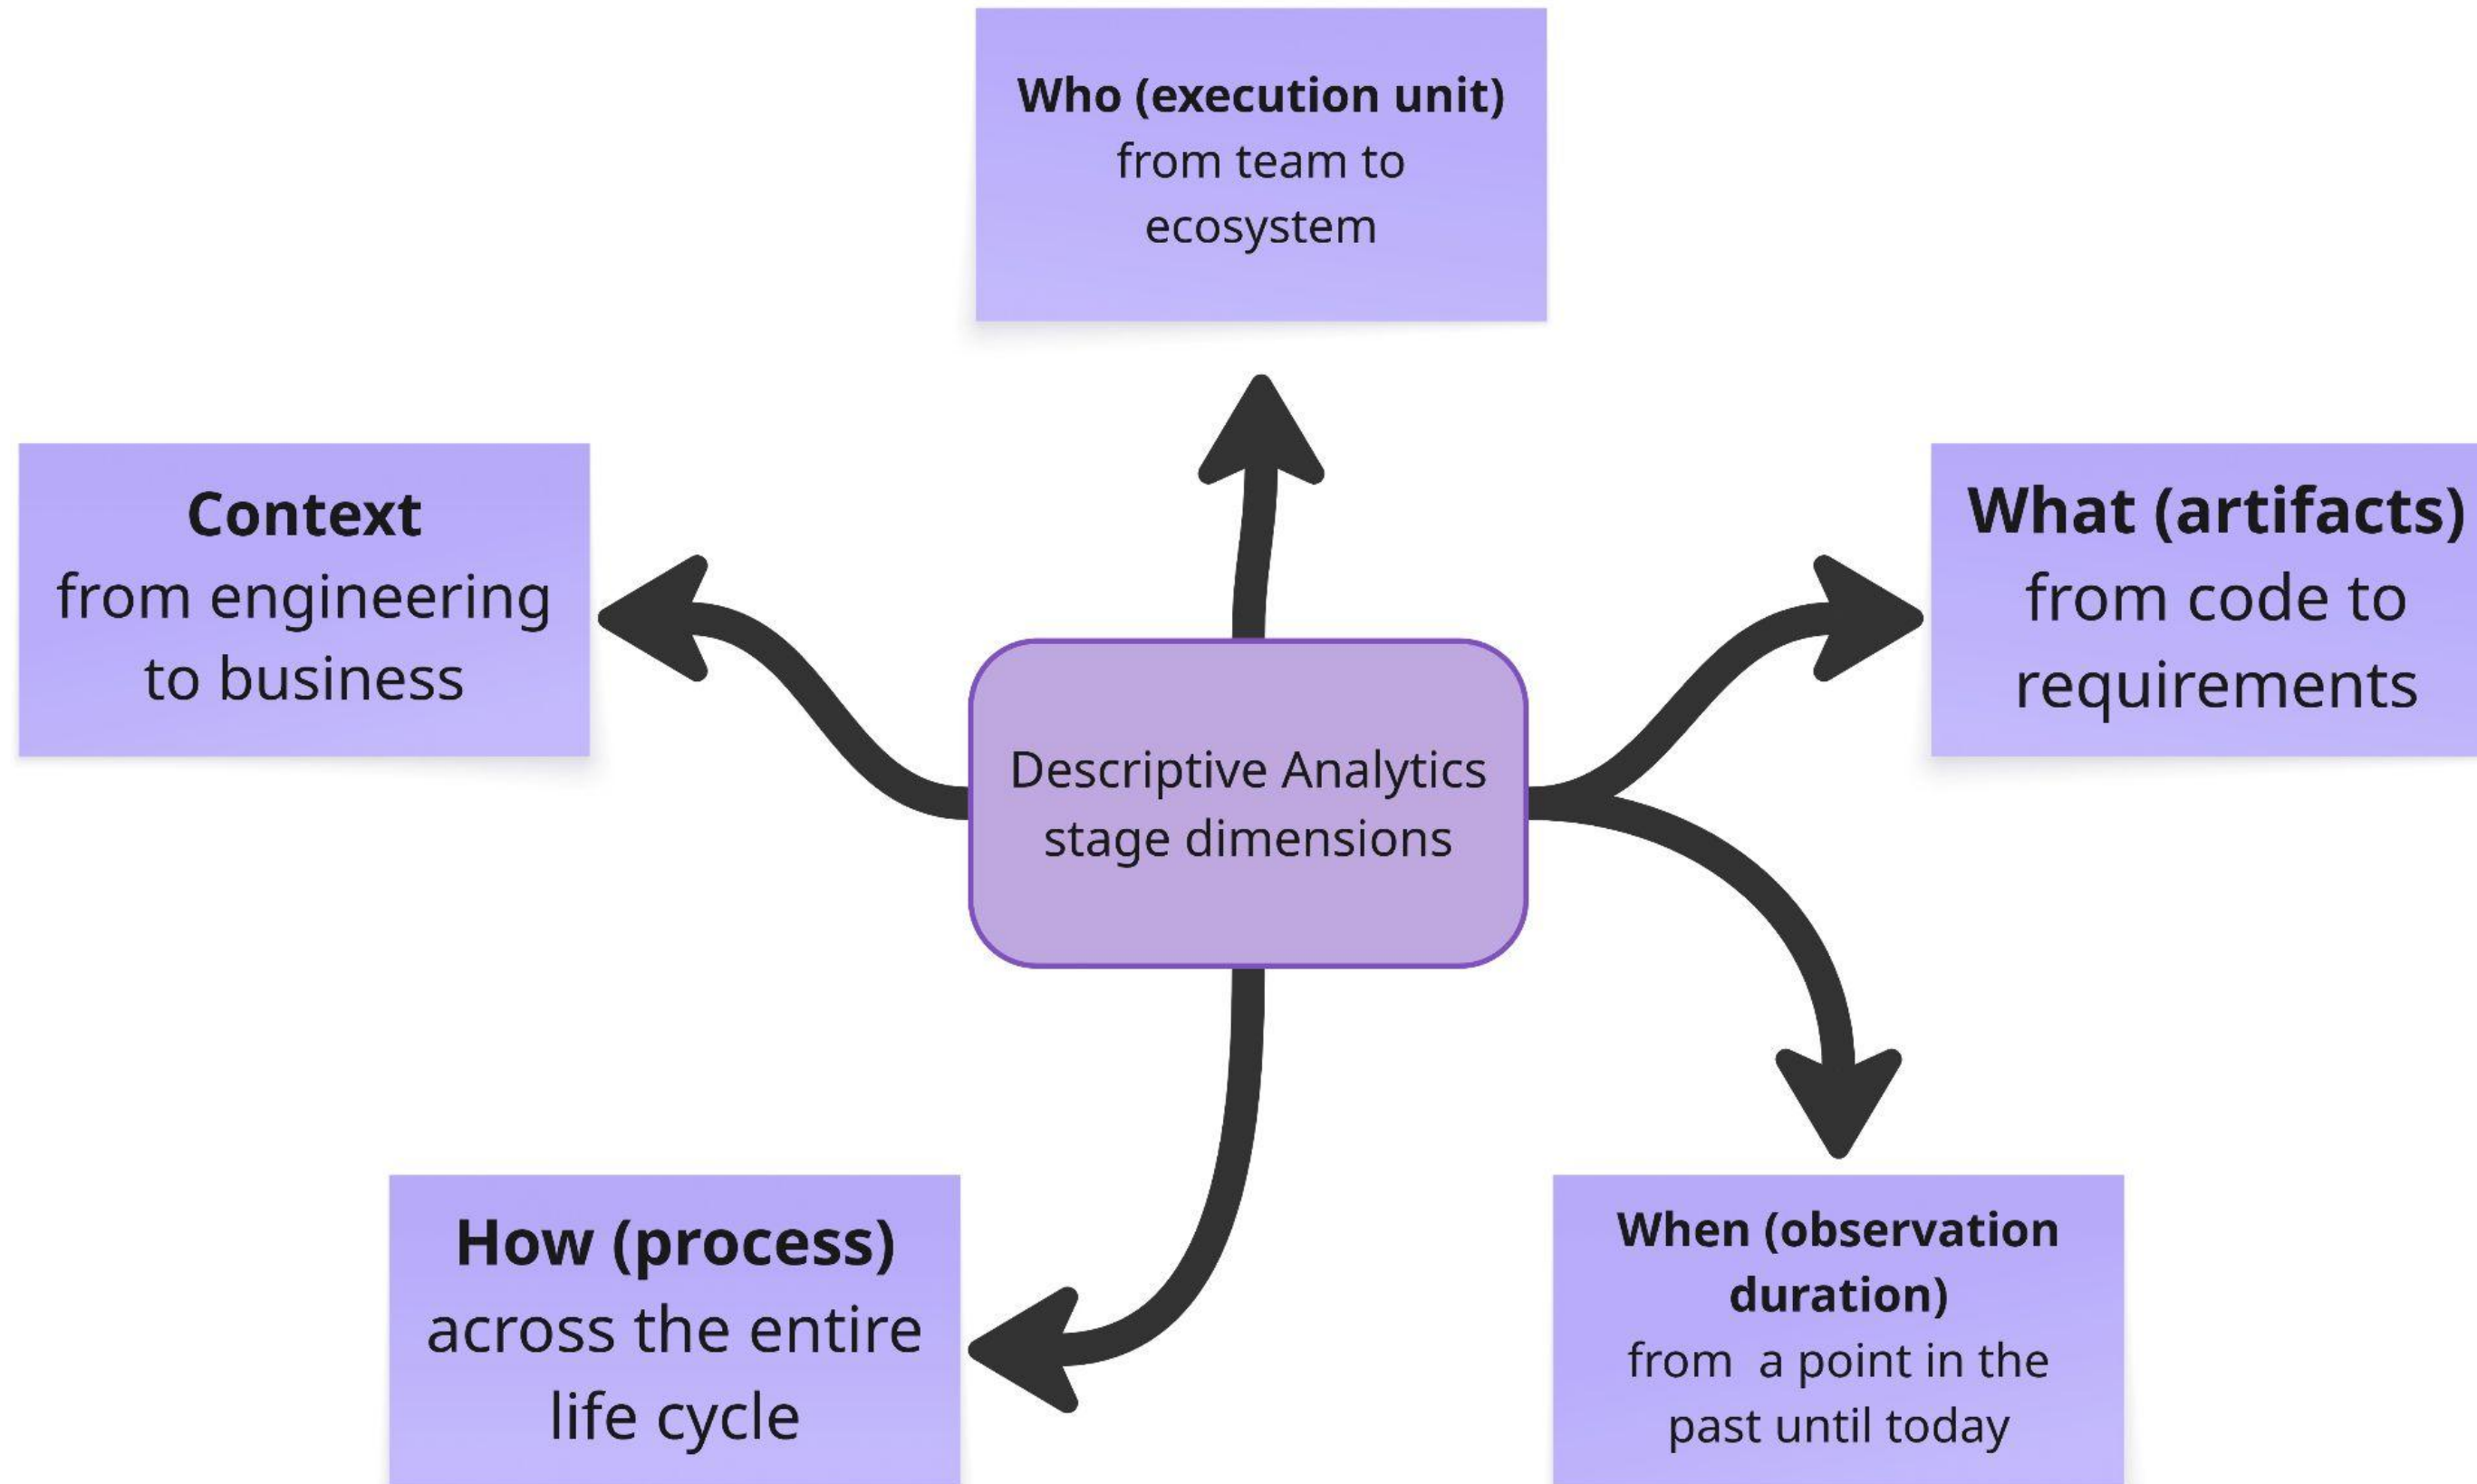 Who (execution unit)
from team to
ecosystem
Context
from engineering
to business
What (artifacts)
from code to
requirements
Descriptive Analytics
stage dimensions
How (process)
across the entire
life cycle
When (observation
duration)
from  a point in the
past until today